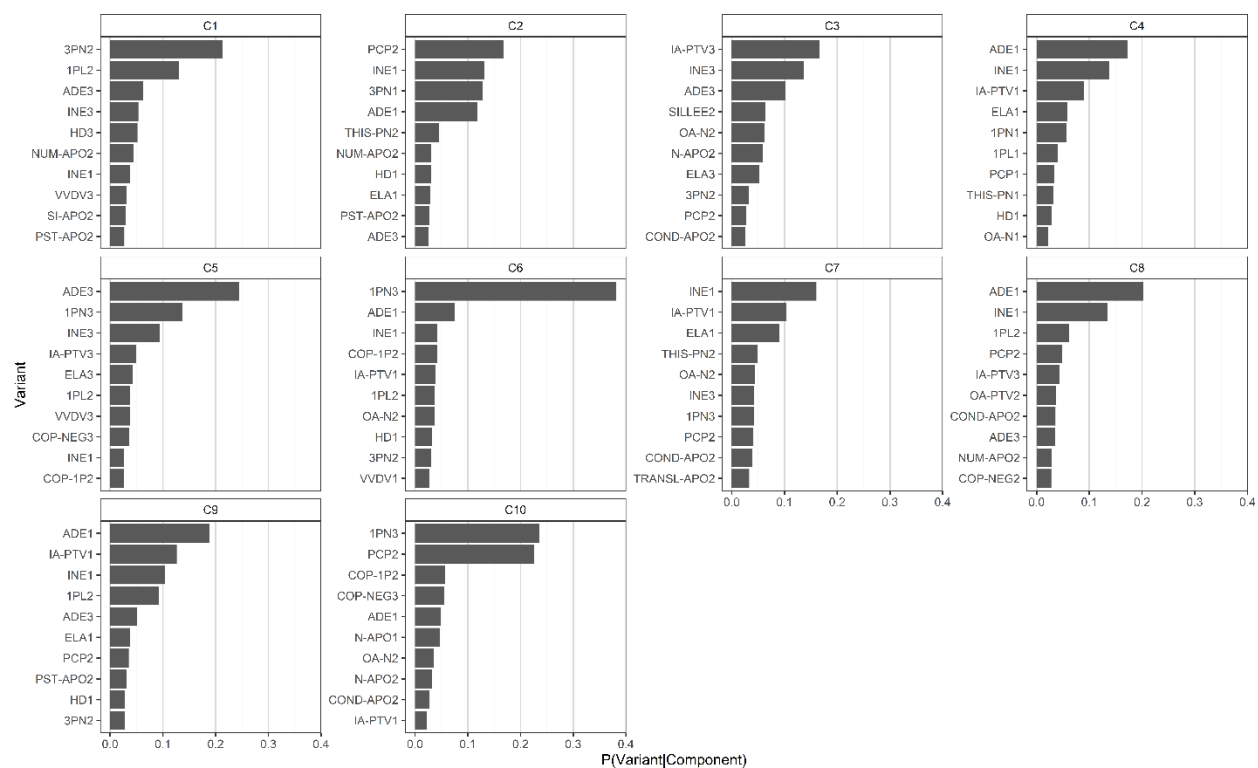 C1
3PN2
1PL2
ADE3
INE3
HD3
NUM-APO2
INE1
VVDV3
SI-APO2
PST-APO2
C2
PCP2
INE1
3PN1
ADE1
THIS-PN2
NUM-APO2
HD1
ELA1
PST-APO2
ADE3
C3
IA-PTV3
INE3
ADE3
SILLEE2
OA-N2
N-APO2
ELA3
3PN2
PCP2
COND-APO2
C4
ADE1
INE1
IA-PTV1
ELA1
1PN1
1PL1
PCP1
THIS-PN1
HD1
OA-N1
C5
ADE3
1PN3
INE3
IA-PTV3
ELA3
1PL2
VVDV3
COP-NEG3
INE1
COP-1P2
C6
1PN3
ADE1
INE1
COP-1P2
IA-PTV1
1PL2
OA-N2
HD1
3PN2
VVDV1
C7
INE1
IA-PTV1
ELA1
THIS-PN2
OA-N2
INE3
1PN3
PCP2
COND-APO2
TRANSL-APO2
0.0 0.1 0.2 0.3 0.4
C8
ADE1
INE1
1PL2
PCP2
IA-PTV3
OA-PTV2
COND-APO2
ADE3
NUM-APO2
COP-NEG2
0.0 0.1 0.2 0.3 0.4
Variant
C9
ADE1
IA-PTV1
INE1
1PL2
ADE3
ELA1
PCP2
PST-APO2
HD1
3PN2
0.0 0.1 0.2 0.3 0.4
C10
1PN3
PCP2
COP-1P2
COP-NEG3
ADE1
N-APO1
OA-N2
N-APO2
COND-APO2
IA-PTV1
0.0 0.1 0.2 0.3 0.4
P(Variant|Component)